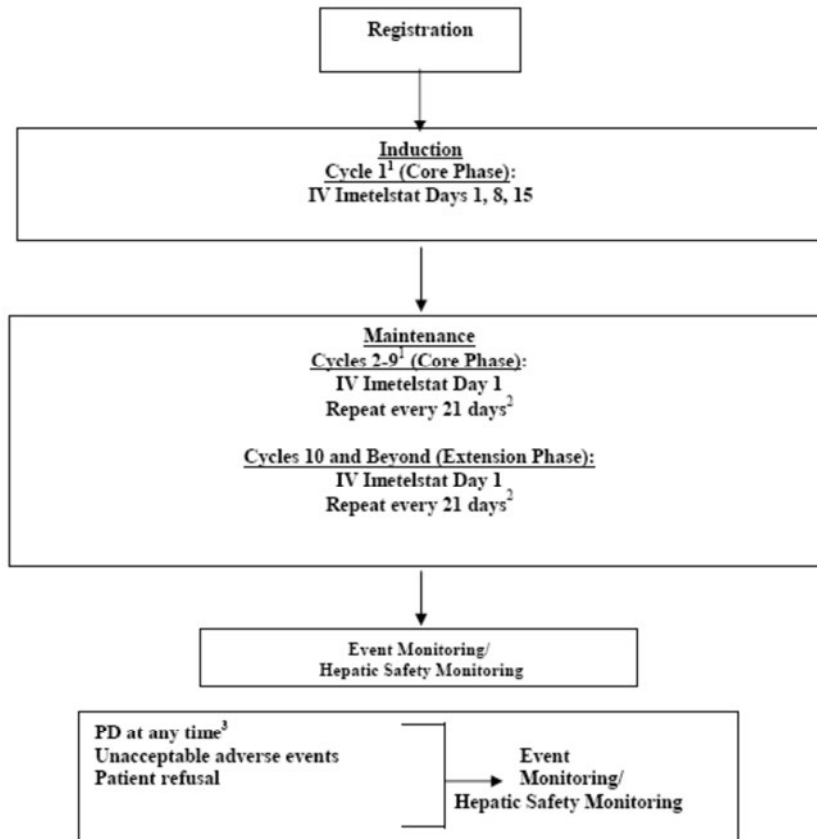 Registration
Induction
Cycle 1¹ (Core Phase):
IV Imetelstat Days 1, 8, 15
Maintenance
Cycles 2-9¹ (Core Phase):
IV Imetelstat Day 1
Repeat every 21 days²
Cycles 10 and Beyond (Extension Phase):
IV Imetelstat Day 1
Repeat every 21 days²
Event Monitoring/
Hepatic Safety Monitoring
PD at any time³
Unacceptable adverse events
Patient refusal
Event
Monitoring/
Hepatic Safety Monitoring